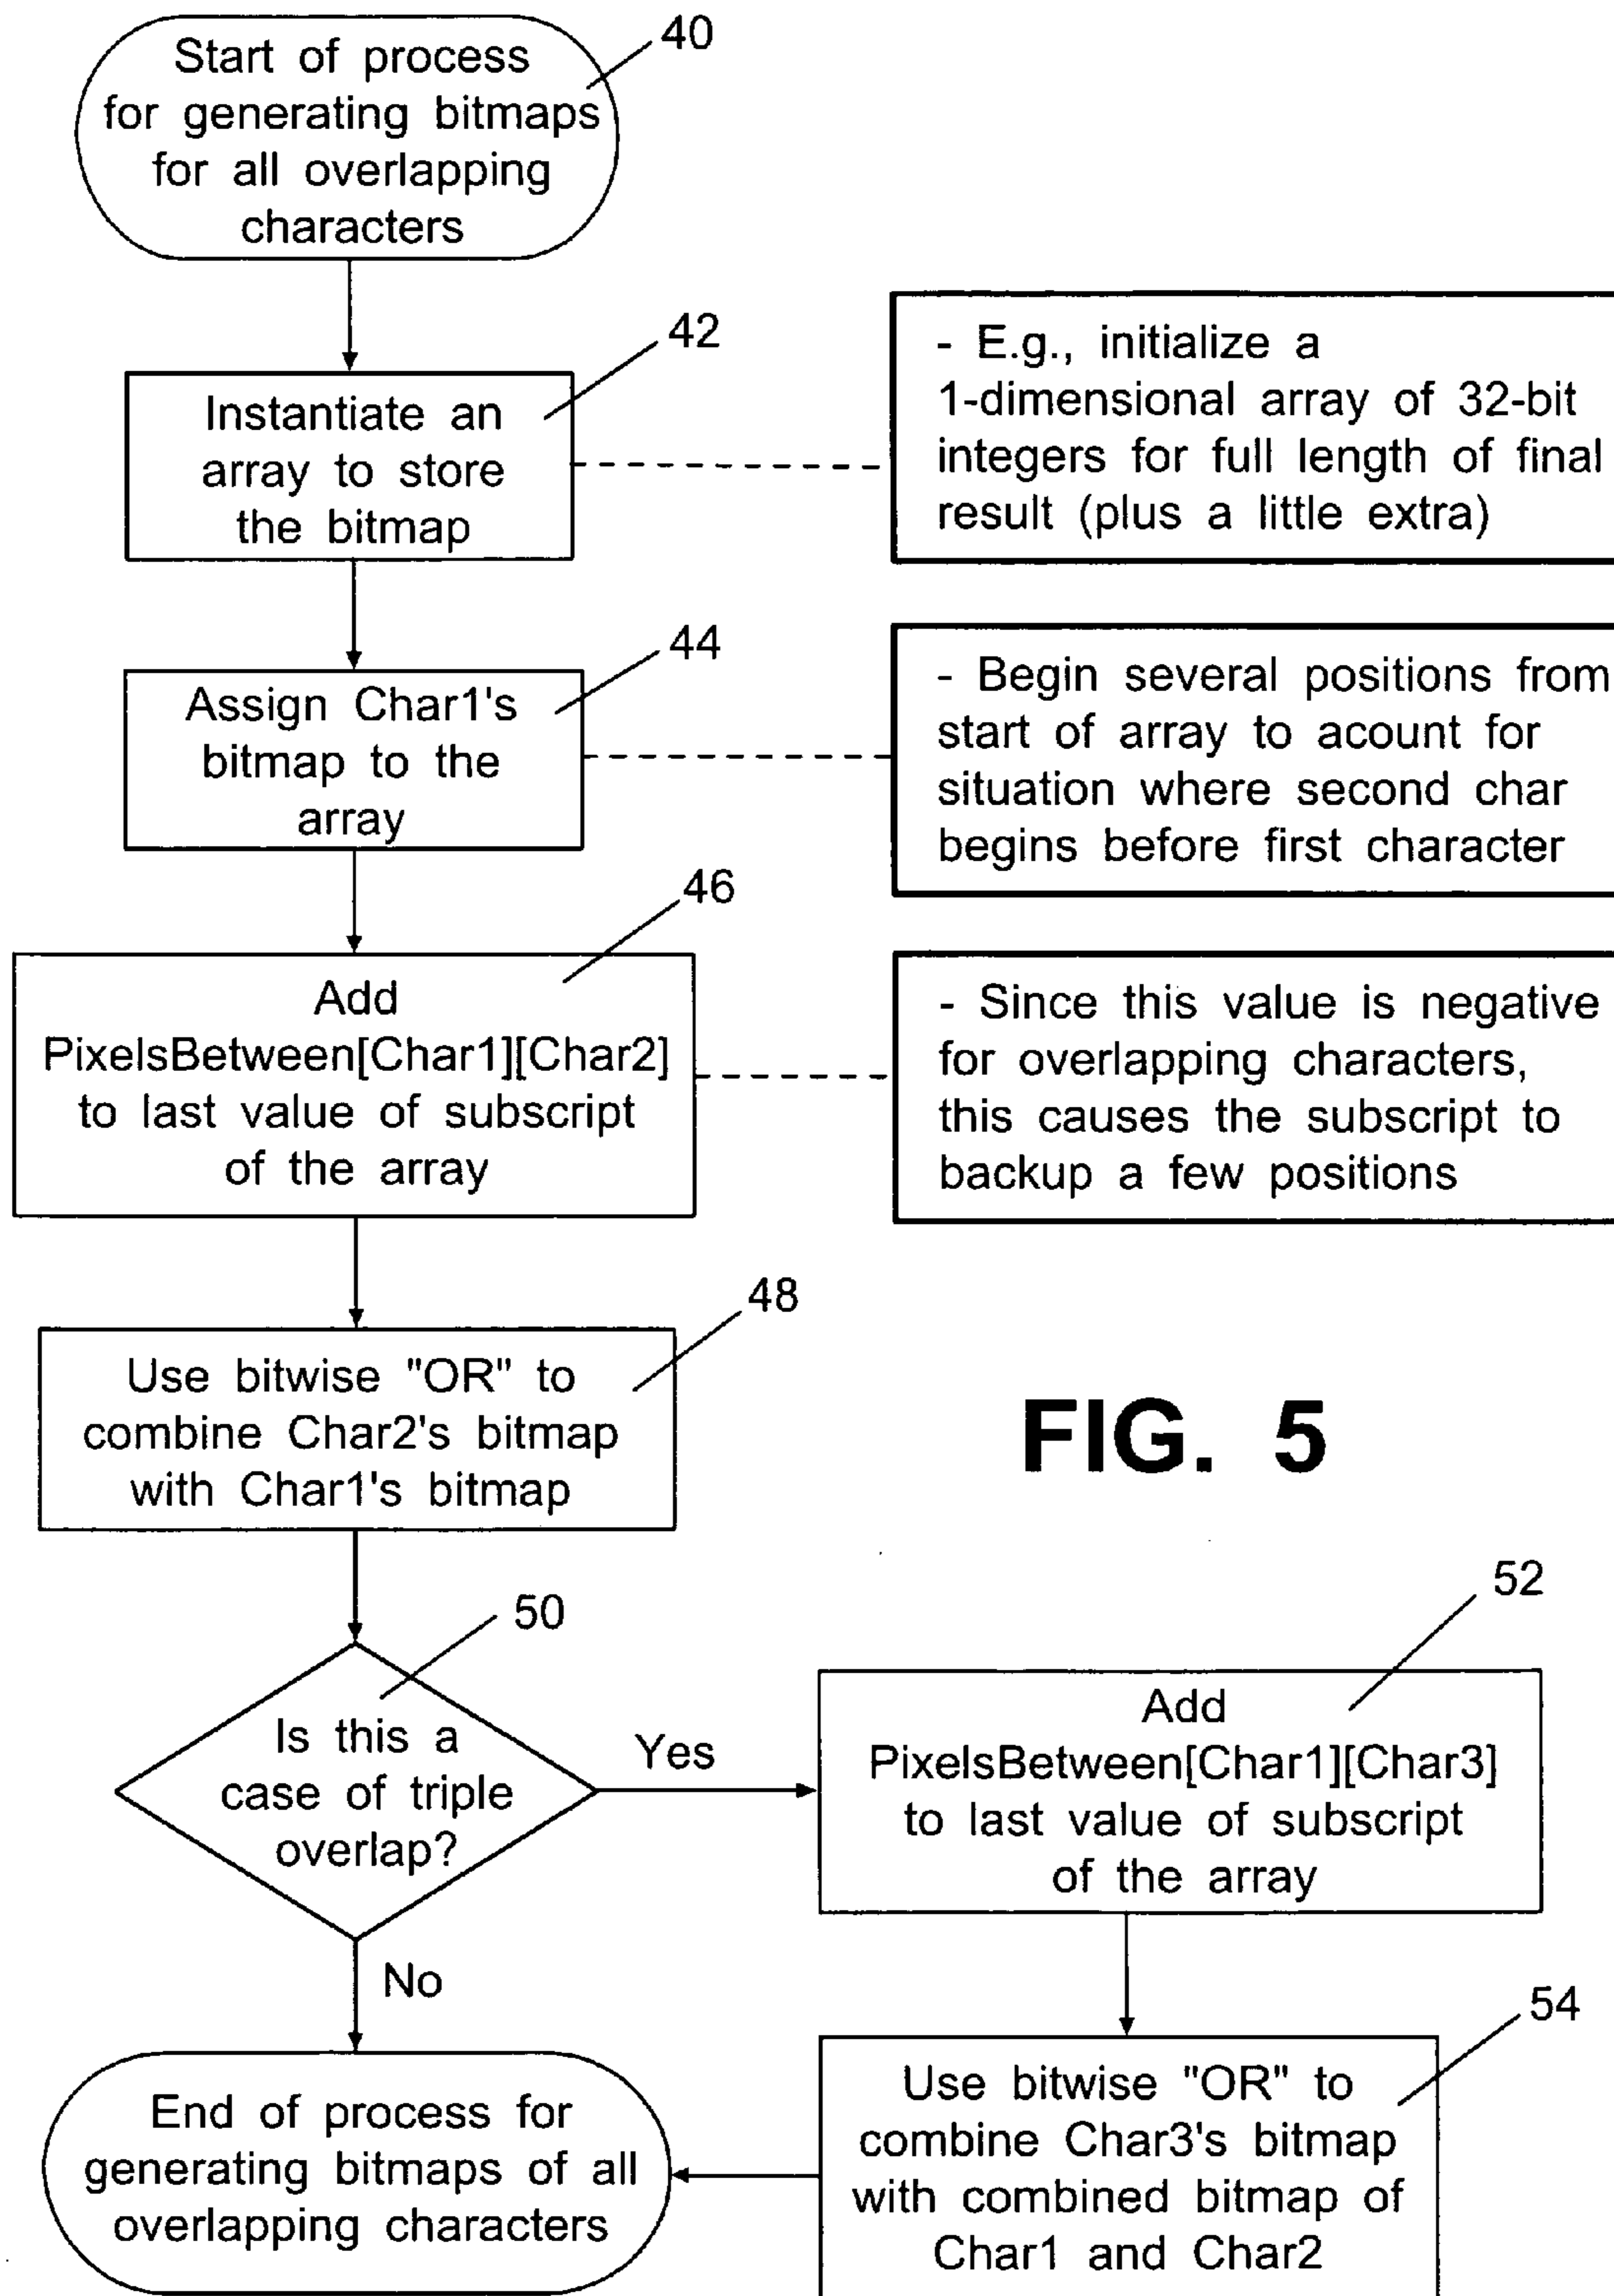 40
Start of process
for generating bitmaps
for all overlapping
characters
42
Instantiate an
array to store
the bitmap
- E.g., initialize a
1-dimensional array of 32-bit
integers for full length of final
result (plus a little extra)
44
Assign Char1's
bitmap to the
array
- Begin several positions from
start of array to acount for
situation where second char
begins before first character
46
Add
PixelsBetween[Char1][Char2]
to last value of subscript
of the array
- Since this value is negative
for overlapping characters,
this causes the subscript to
backup a few positions
48
Use bitwise "OR" to
combine Char2's bitmap
with Char1's bitmap
FIG. 5
50
Is this a
case of triple
overlap?
Yes
No
52
Add
PixelsBetween[Char1][Char3]
to last value of subscript
of the array
54
Use bitwise "OR" to
combine Char3's bitmap
with combined bitmap of
Char1 and Char2
End of process for
generating bitmaps of all
overlapping characters